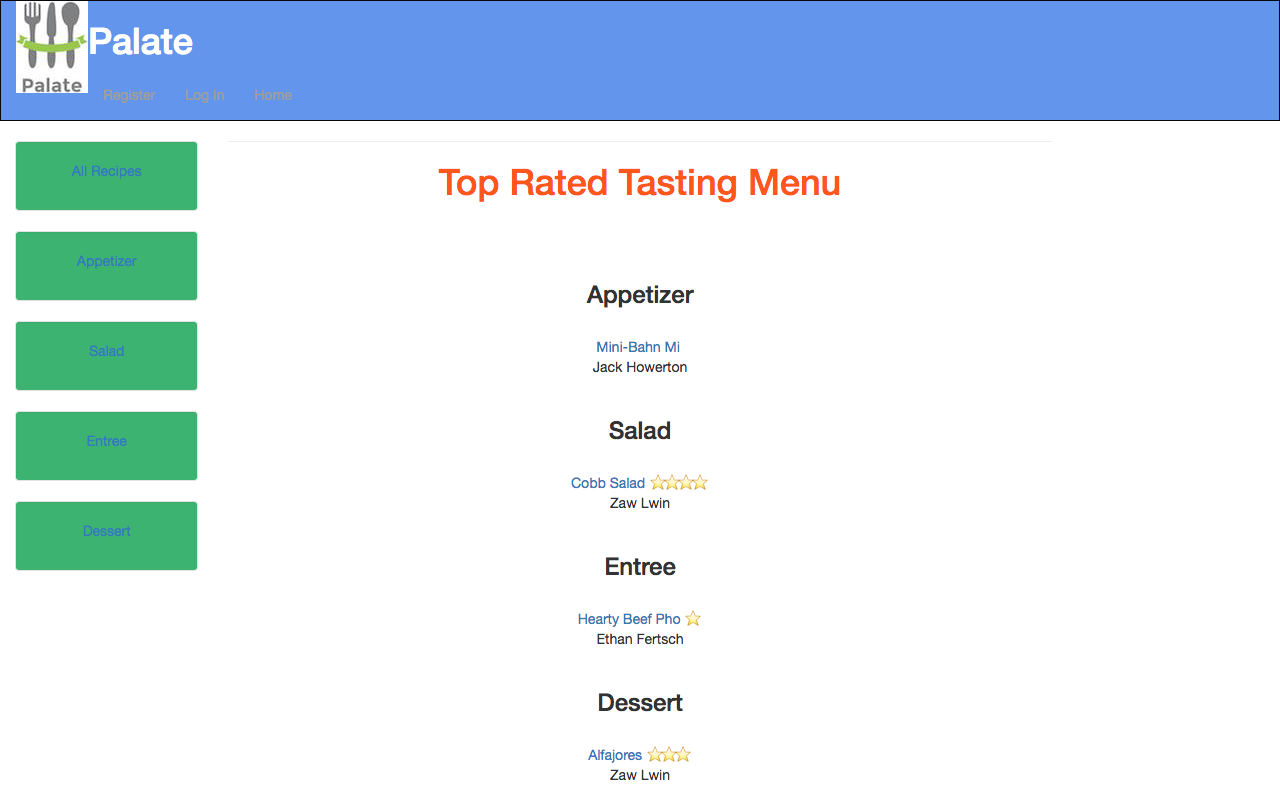 Palate
Palate
Register Log In Home
All Recipes
Appetizer
Salad
Entree
Dessert
Top Rated Tasting Menu
Appetizer
Mini-Bahn Mi
Jack Howerton
Salad
Cobb Salad
Zaw Lwin
Entree
Hearty Beef Pho
Ethan Fertsch
Dessert
Alfajores
Zaw Lwin